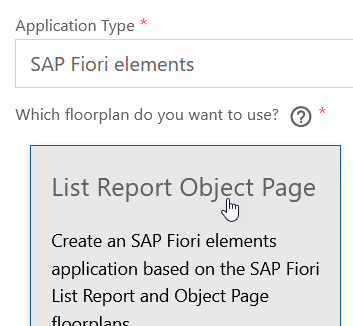 Application Type *
SAP Fiori elements
Which floorplan do you want to use? ? *
List Report Object Page
Create an SAP Fiori elements
application based on the SAP Fiori
List Report and Object Page
floorplans